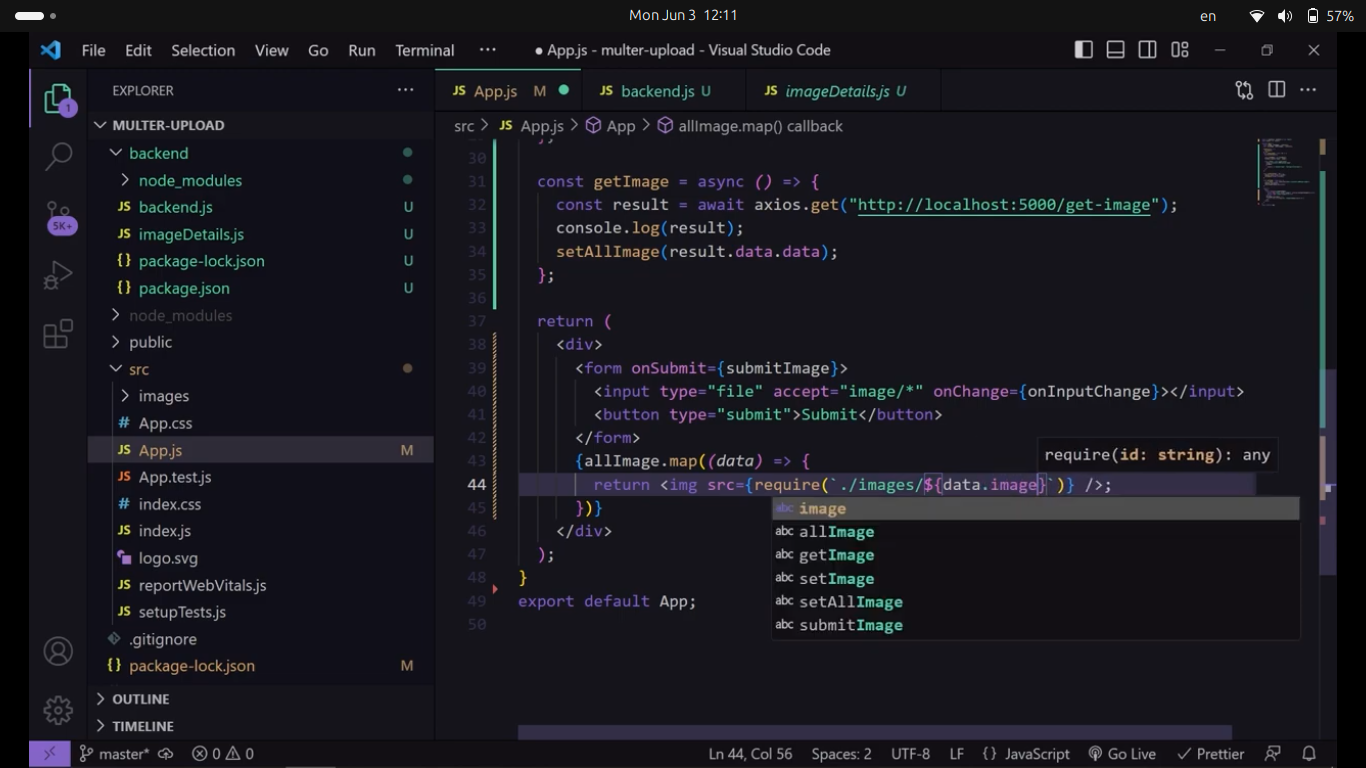 Mon Jun 3 12:11
en
57%
File Edit Selection View Go Run Terminal ···
● App.js - multer-upload - Visual Studio Code
EXPLORER
1
5K+
MULTER-UPLOAD
backend
node_modules
JS backend.js U
JS imageDetails.js U
{} package-lock.json U
{} package.json U
node_modules
public
src
images
# App.css
JS App.js M
JS App.test.js
# index.css
JS index.js
logo.svg
JS reportWebVitals.js
JS setupTests.js
.gitignore
{} package-lock.json M
OUTLINE
TIMELINE
JS App.js M
JS backend.js U
JS imageDetails.js U
src > JS App.js > App > allImage.map() callback
30
31 const getImage = async () => {
32 const result = await axios.get("http://localhost:5000/get-image");
33 console.log(result);
34 setAllImage(result.data.data);
35 };
36
37 return (
38 <div>
39 <form onSubmit={submitImage}>
40 <input type="file" accept="image/*" onChange={onInputChange}></input>
41 <button type="submit">Submit</button>
42 </form>
43 {allImage.map((data) => {
require(id: string): any
44 return <img src={require(`./images/${data.image}`)} />;
45 })}
46 </div>
47 );
48 }
49 export default App;
50
abc image
abc allImage
abc getImage
abc setImage
abc setAllImage
abc submitImage
master*
0 0
Ln 44, Col 56
Spaces: 2
UTF-8
LF
{} JavaScript
Go Live
Prettier